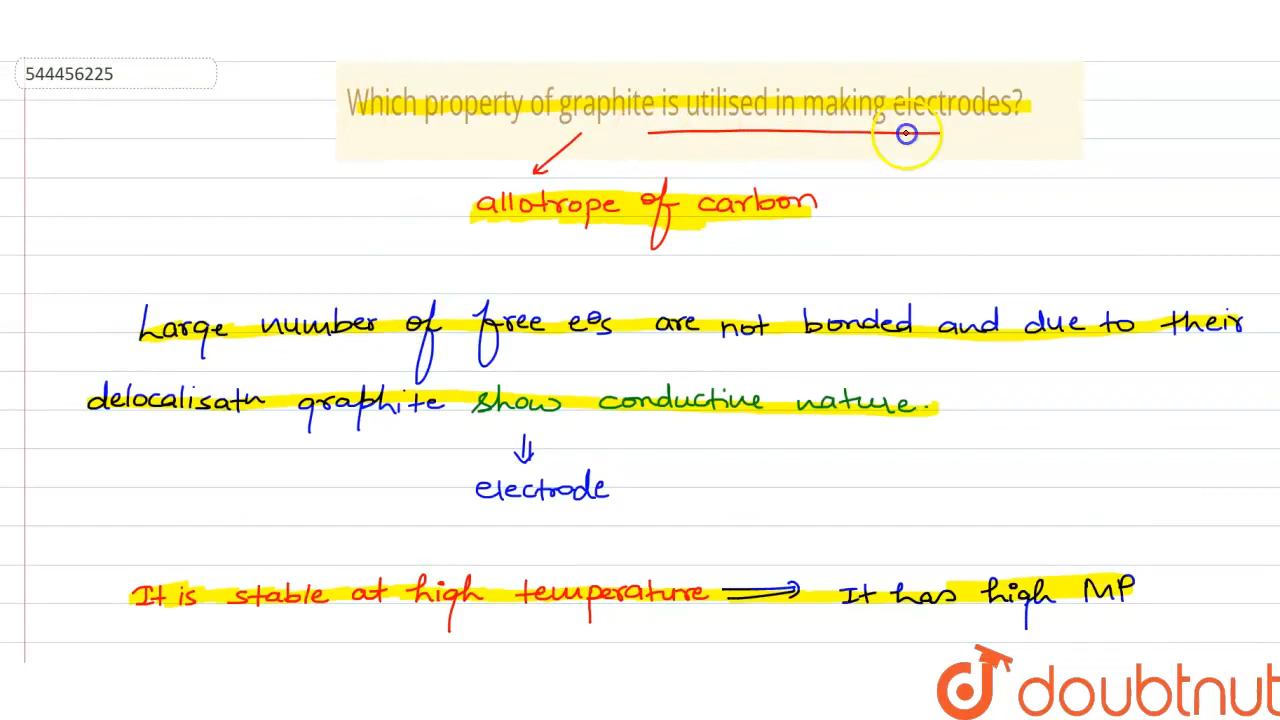 544456225
Which property of graphite is utilised in making electrodes?
allotrope of carbon
Large number of free e⊖s are not bonded and due to their
delocalisatn graphite show conductive nature.
⇓
electrode
It is stable at high temperature ⟹ It has high MP
doubtnut